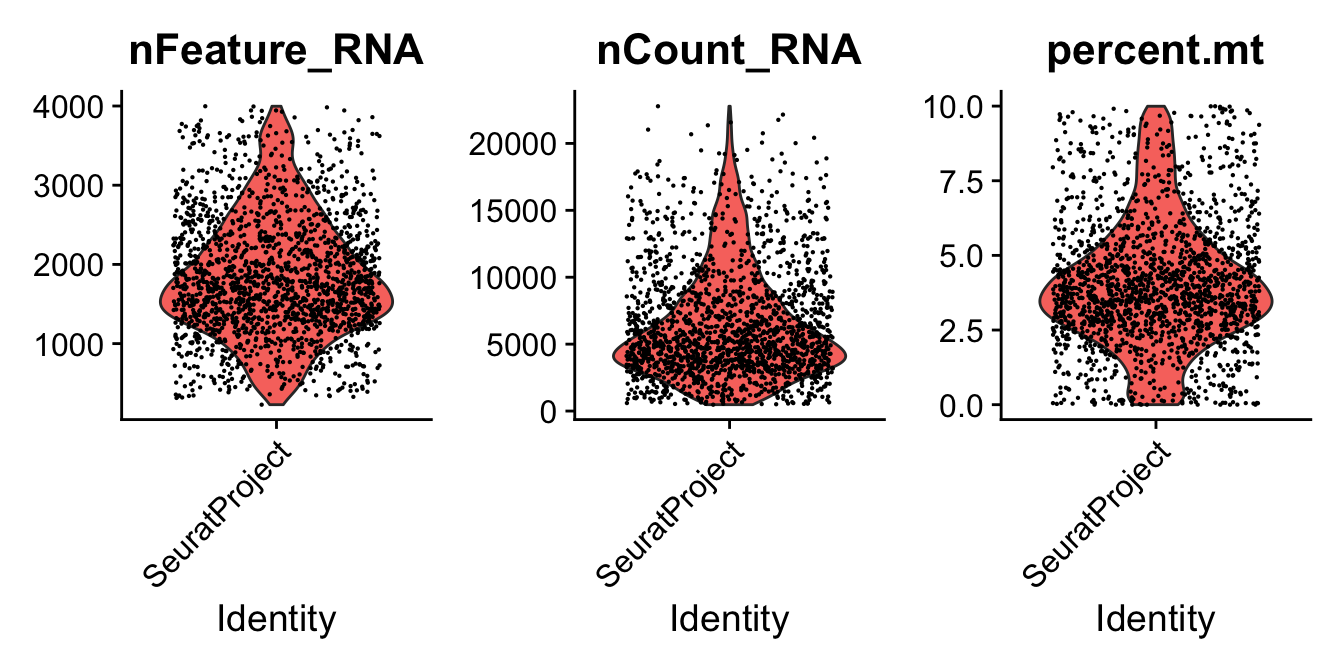 nFeature_RNA
4000
3000
2000
1000
SeuratProject
Identity
nCount_RNA
20000
15000
10000
5000
0
SeuratProject
Identity
percent.mt
10.0
7.5
5.0
2.5
0.0
SeuratProject
Identity